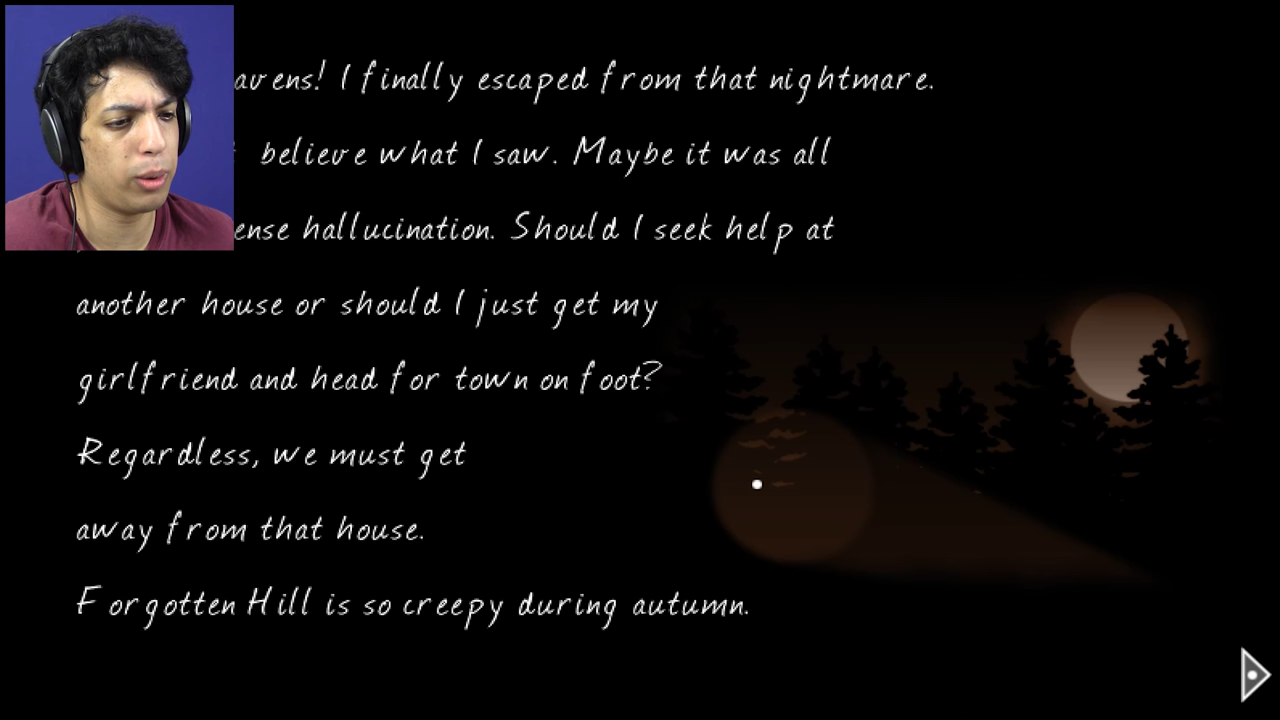 avens! I finally escaped from that nightmare.
believe what I saw. Maybe it was all
ense hallucination. Should I seek help at
another house or should I just get my
girlfriend and head for town on foot?
Regardless, we must get
away from that house.
Forgotten Hill is so creepy during autumn.